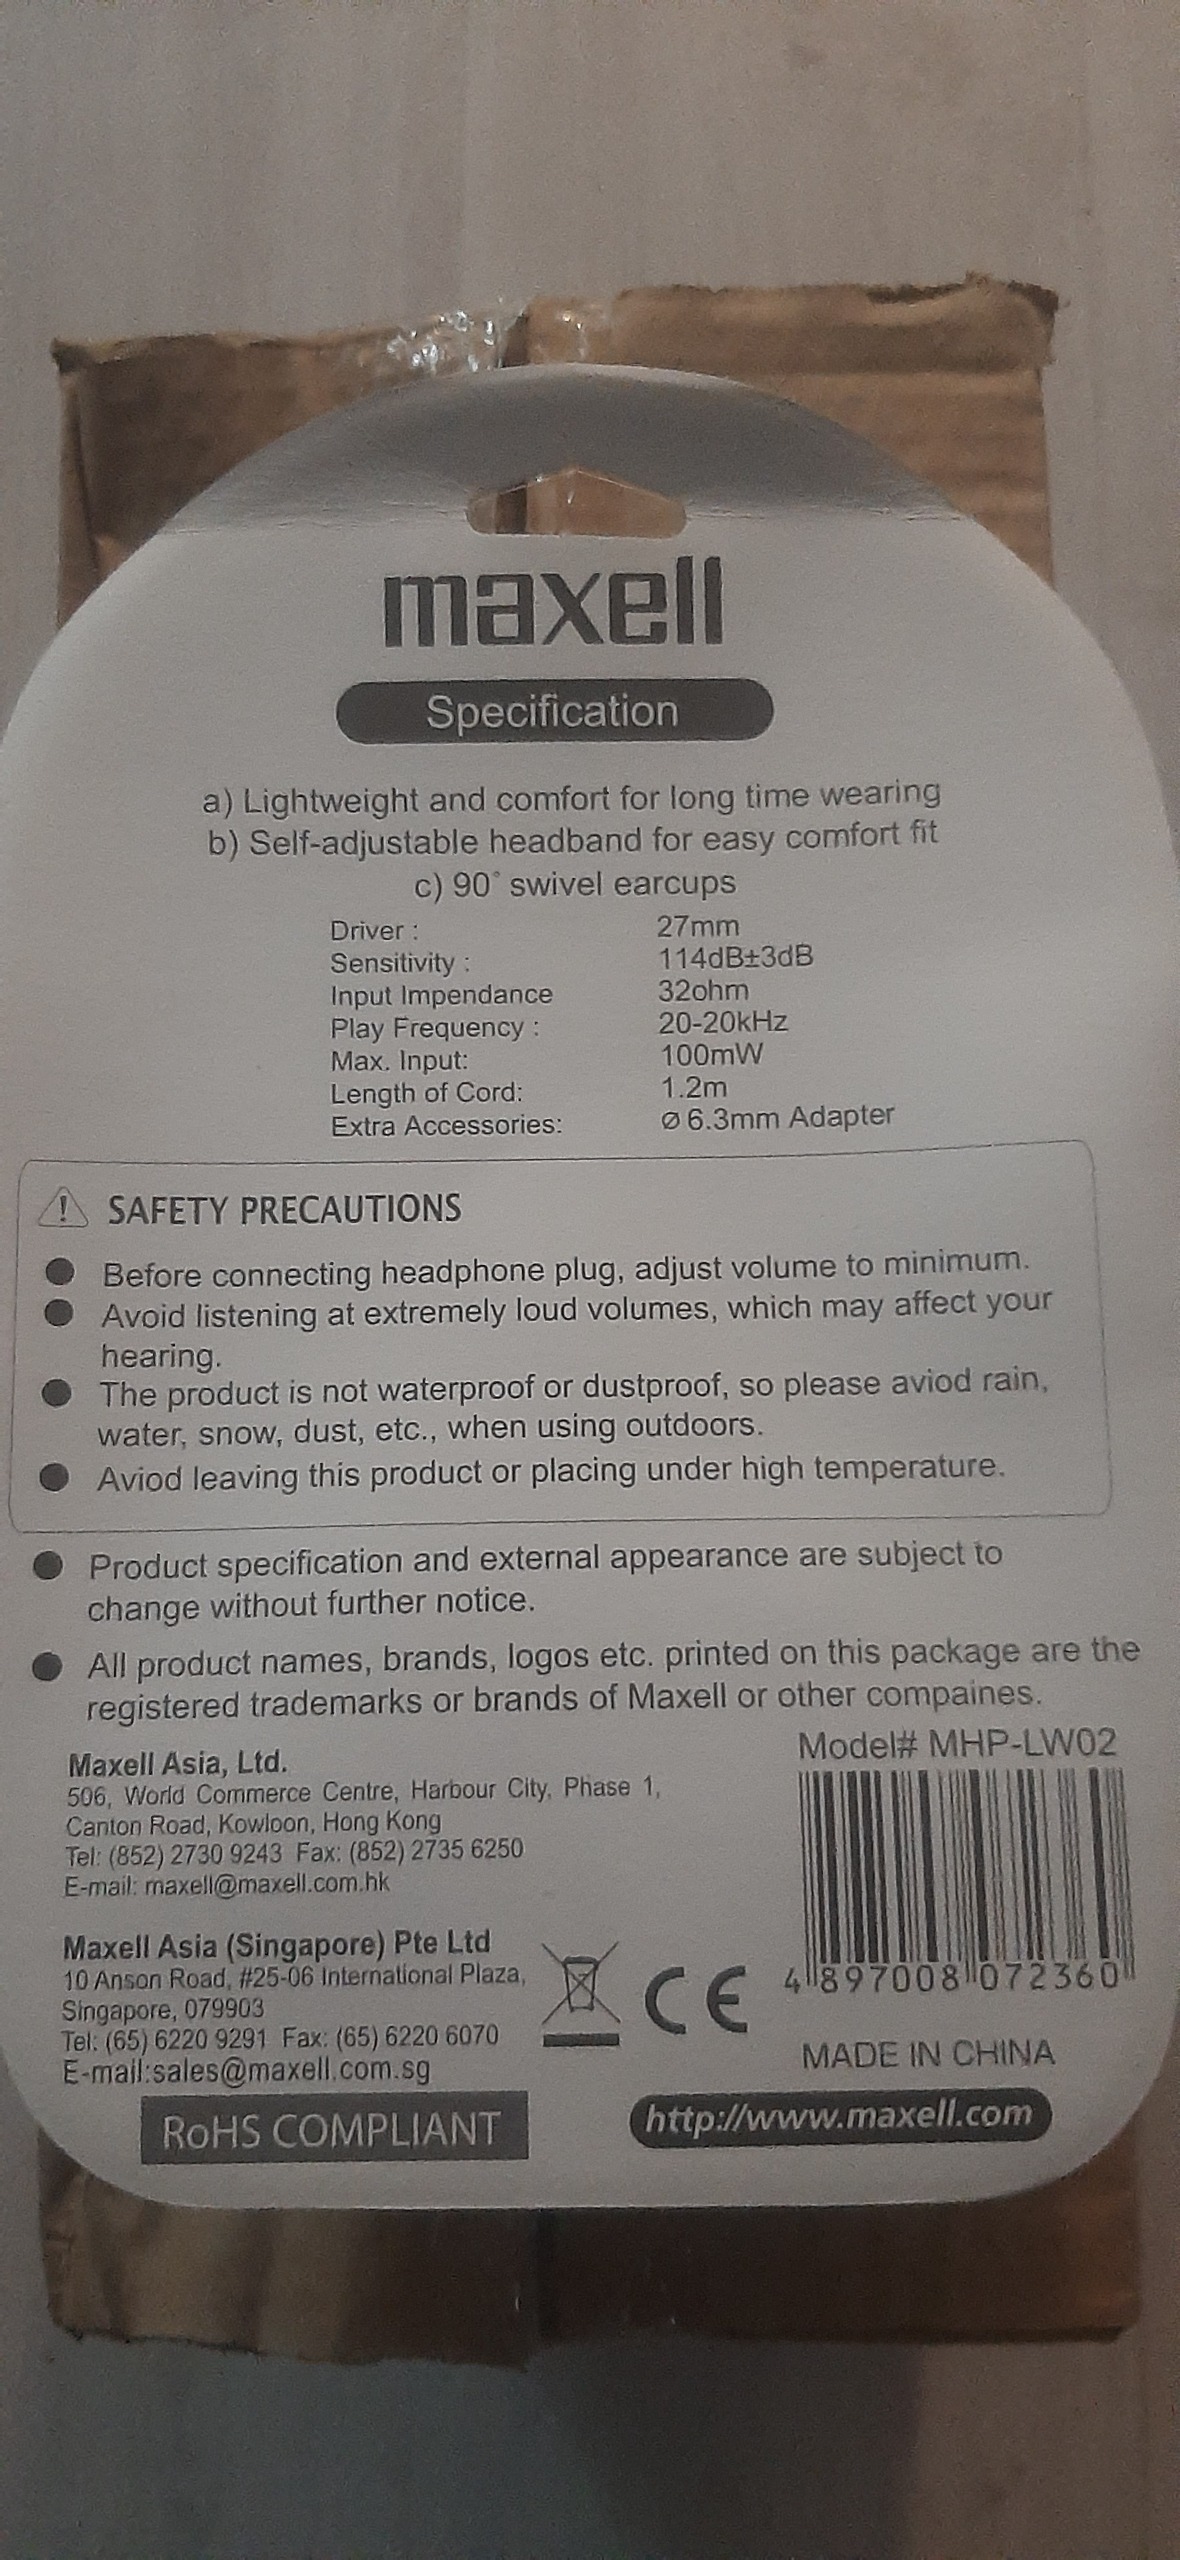 maxell
Specification
a) Lightweight and comfort for long time wearing
b) Self-adjustable headband for easy comfort fit
c) 90° swivel earcups
Driver : 27mm
Sensitivity : 114dB±3dB
Input Impendance 32ohm
Play Frequency : 20-20kHz
Max. Input: 100mW
Length of Cord: 1.2m
Extra Accessories: ⌀ 6.3mm Adapter
SAFETY PRECAUTIONS
● Before connecting headphone plug, adjust volume to minimum.
● Avoid listening at extremely loud volumes, which may affect your
hearing.
● The product is not waterproof or dustproof, so please aviod rain,
water, snow, dust, etc., when using outdoors.
● Aviod leaving this product or placing under high temperature.
● Product specification and external appearance are subject to
change without further notice.
● All product names, brands, logos etc. printed on this package are the
registered trademarks or brands of Maxell or other compaines.
Maxell Asia, Ltd.
506, World Commerce Centre, Harbour City, Phase 1,
Canton Road, Kowloon, Hong Kong
Tel: (852) 2730 9243 Fax: (852) 2735 6250
E-mail: maxell@maxell.com.hk
Maxell Asia (Singapore) Pte Ltd
10 Anson Road, #25-06 International Plaza,
Singapore, 079903
Tel: (65) 6220 9291 Fax: (65) 6220 6070
E-mail:sales@maxell.com.sg
RoHS COMPLIANT
CE
Model# MHP-LW02
4 897008 072360
MADE IN CHINA
http://www.maxell.com